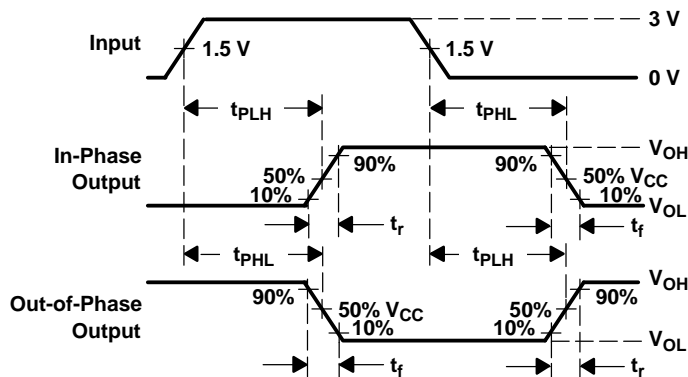 3 V
Input
1.5 V
1.5 V
0 V
tPLH
tPHL
In-Phase
Output
VOH
90%
90%
50%
50% VCC
10%
10%
VOL
tr
tf
tPHL
tPLH
Out-of-Phase
Output
VOH
90%
90%
50% VCC
50%
10%
10%
VOL
tf
tr